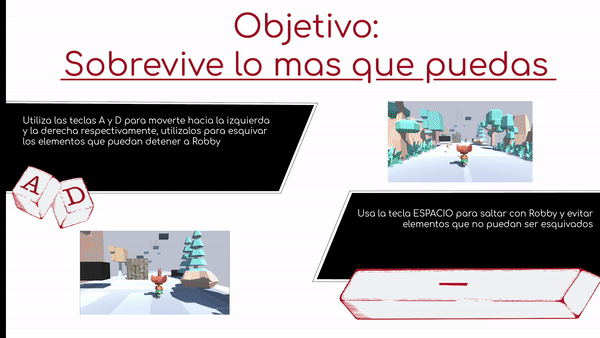 Objetivo:
Sobrevive lo mas que puedas
Utiliza las teclas A y D para moverte hacia la izquierda
y la derecha respectivamente, utilizalos para esquivar
los elementos que puedan detener a Robby
A D
Usa la tecla ESPACIO para saltar con Robby y evitar
elementos que no puedan ser esquivados